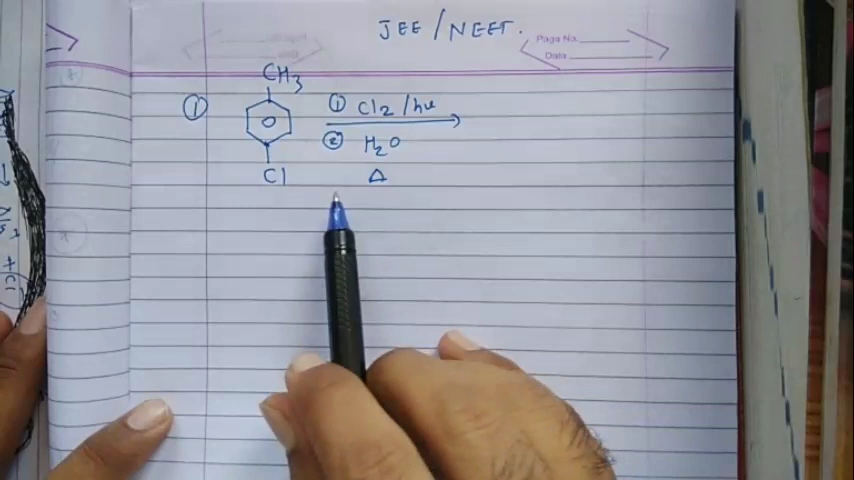 JEE / NEET.
Page No.
Date
CH3
① ① Cl2 /hν
② H2O
Cl Δ